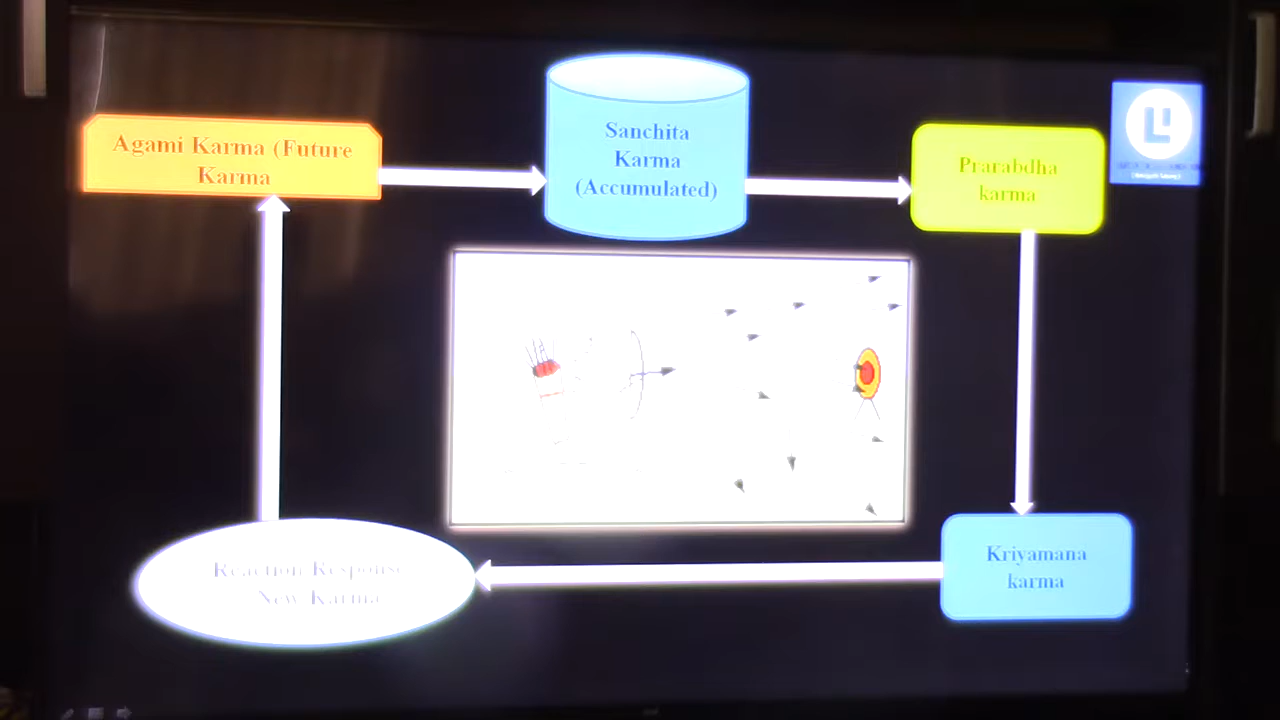 Agami Karma (Future
Karma
Sanchita
Karma
(Accumulated)
Prarabdha
karma
Kriyamana
karma
Reaction Response
New Karma